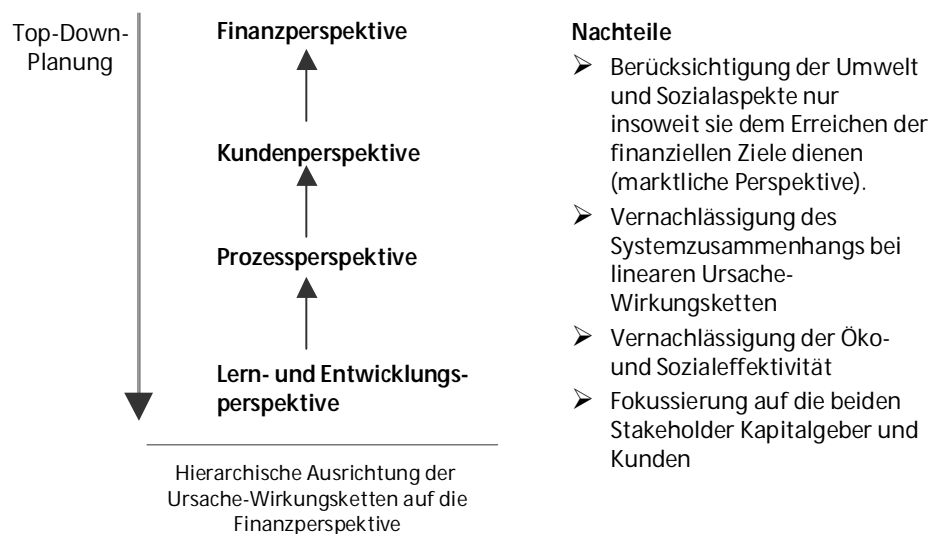 Top-Down-
Planung
Finanzperspektive
Kundenperspektive
Prozessperspektive
Lern- und Entwicklungs-
perspektive
Hierarchische Ausrichtung der
Ursache-Wirkungsketten auf die
Finanzperspektive
Nachteile
Berücksichtigung der Umwelt
und Sozialaspekte nur
insoweit sie dem Erreichen der
finanziellen Ziele dienen
(marktliche Perspektive).
Vernachlässigung des
Systemzusammenhangs bei
linearen Ursache-
Wirkungsketten
Vernachlässigung der Öko-
und Sozialeffektivität
Fokussierung auf die beiden
Stakeholder Kapitalgeber und
Kunden